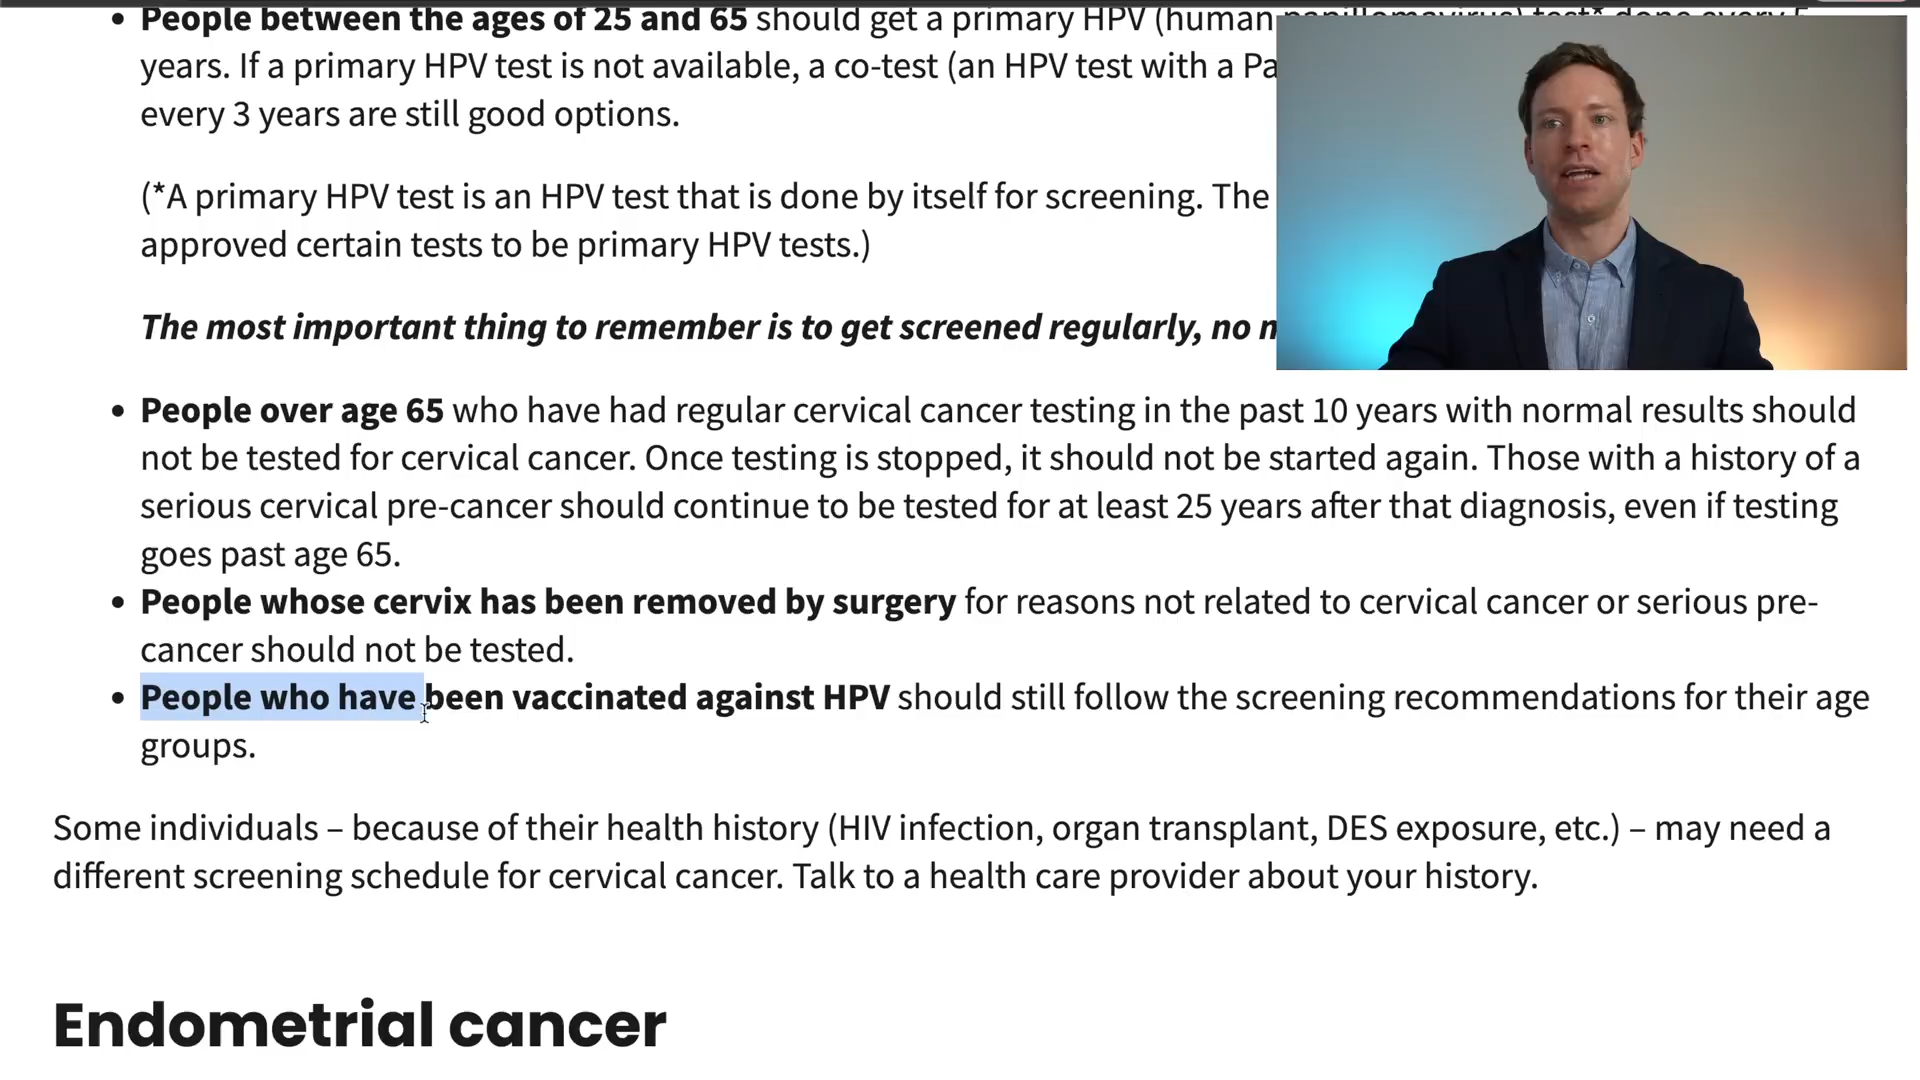 People between the ages of 25 and 65 should get a primary HPV (human papillomavirus) test* done every 5
years. If a primary HPV test is not available, a co-test (an HPV test with a Pa
every 3 years are still good options.
(*A primary HPV test is an HPV test that is done by itself for screening. The
approved certain tests to be primary HPV tests.)
The most important thing to remember is to get screened regularly, no
People over age 65 who have had regular cervical cancer testing in the past 10 years with normal results should
not be tested for cervical cancer. Once testing is stopped, it should not be started again. Those with a history of a
serious cervical pre-cancer should continue to be tested for at least 25 years after that diagnosis, even if testing
goes past age 65.
People whose cervix has been removed by surgery for reasons not related to cervical cancer or serious pre-
cancer should not be tested.
People who have been vaccinated against HPV should still follow the screening recommendations for their age
groups.
Some individuals – because of their health history (HIV infection, organ transplant, DES exposure, etc.) – may need a
different screening schedule for cervical cancer. Talk to a health care provider about your history.
Endometrial cancer